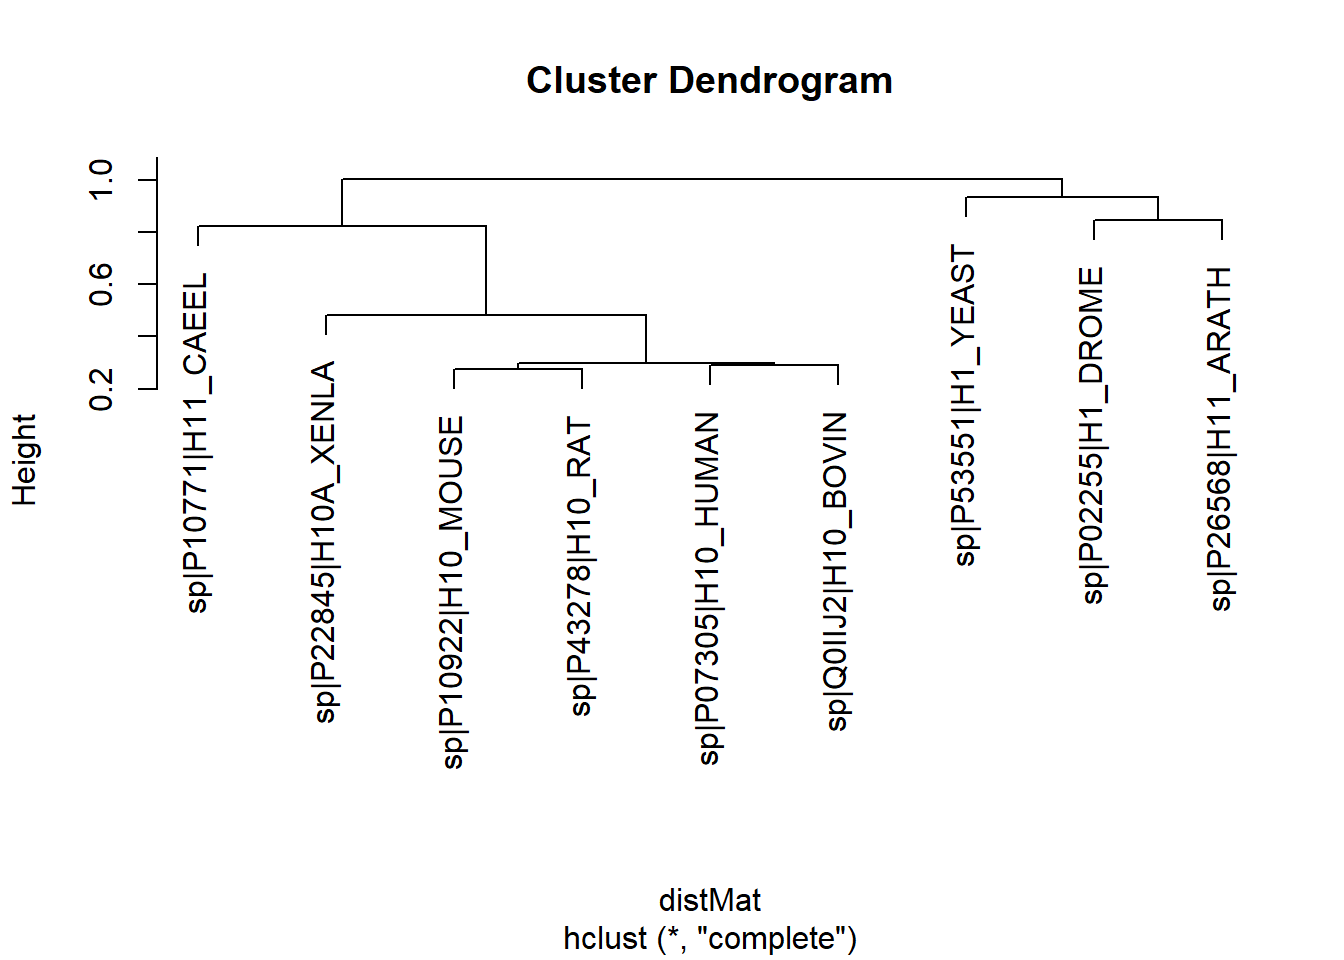 Cluster Dendrogram
Height
1.0
0.6
0.2
sp|P10771|H11_CAEEL
sp|P22845|H10A_XENLA
sp|P10922|H10_MOUSE
sp|P43278|H10_RAT
sp|P07305|H10_HUMAN
sp|Q0IIJ2|H10_BOVIN
sp|P53551|H1_YEAST
sp|P02255|H1_DROME
sp|P26568|H11_ARATH
distMat
hclust (*, "complete")